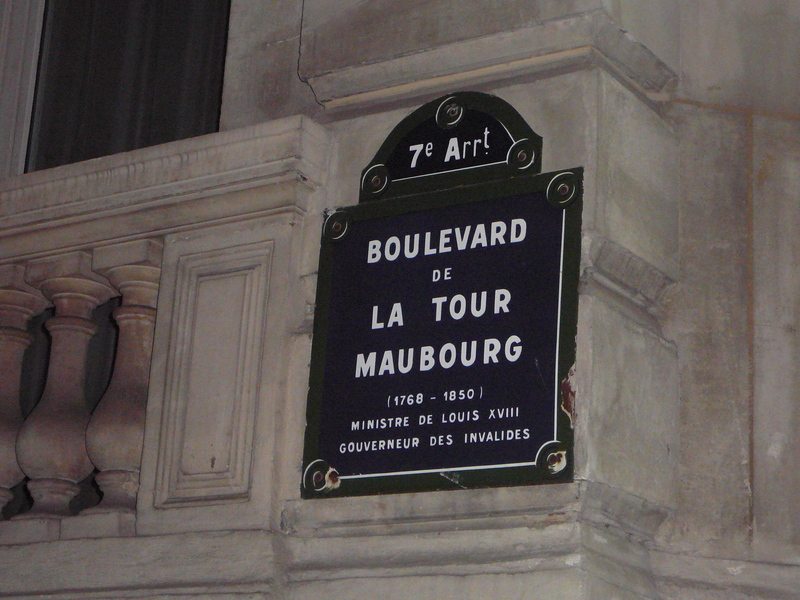 7e Arrt
BOULEVARD
DE
LA TOUR
MAUBOURG
(1768 - 1850)
MINISTRE DE LOUIS XVIII
GOUVERNEUR DES INVALIDES